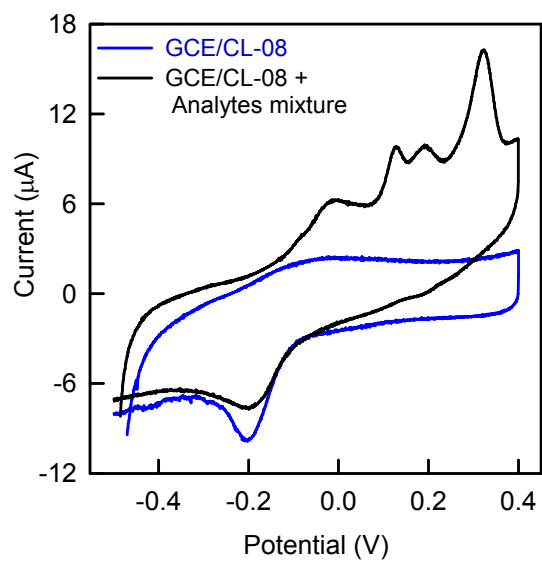 18
12
6
0
-6
-12
Current (μA)
GCE/CL-08
GCE/CL-08 +
Analytes mixture
-0.4
-0.2
0.0
0.2
0.4
Potential (V)